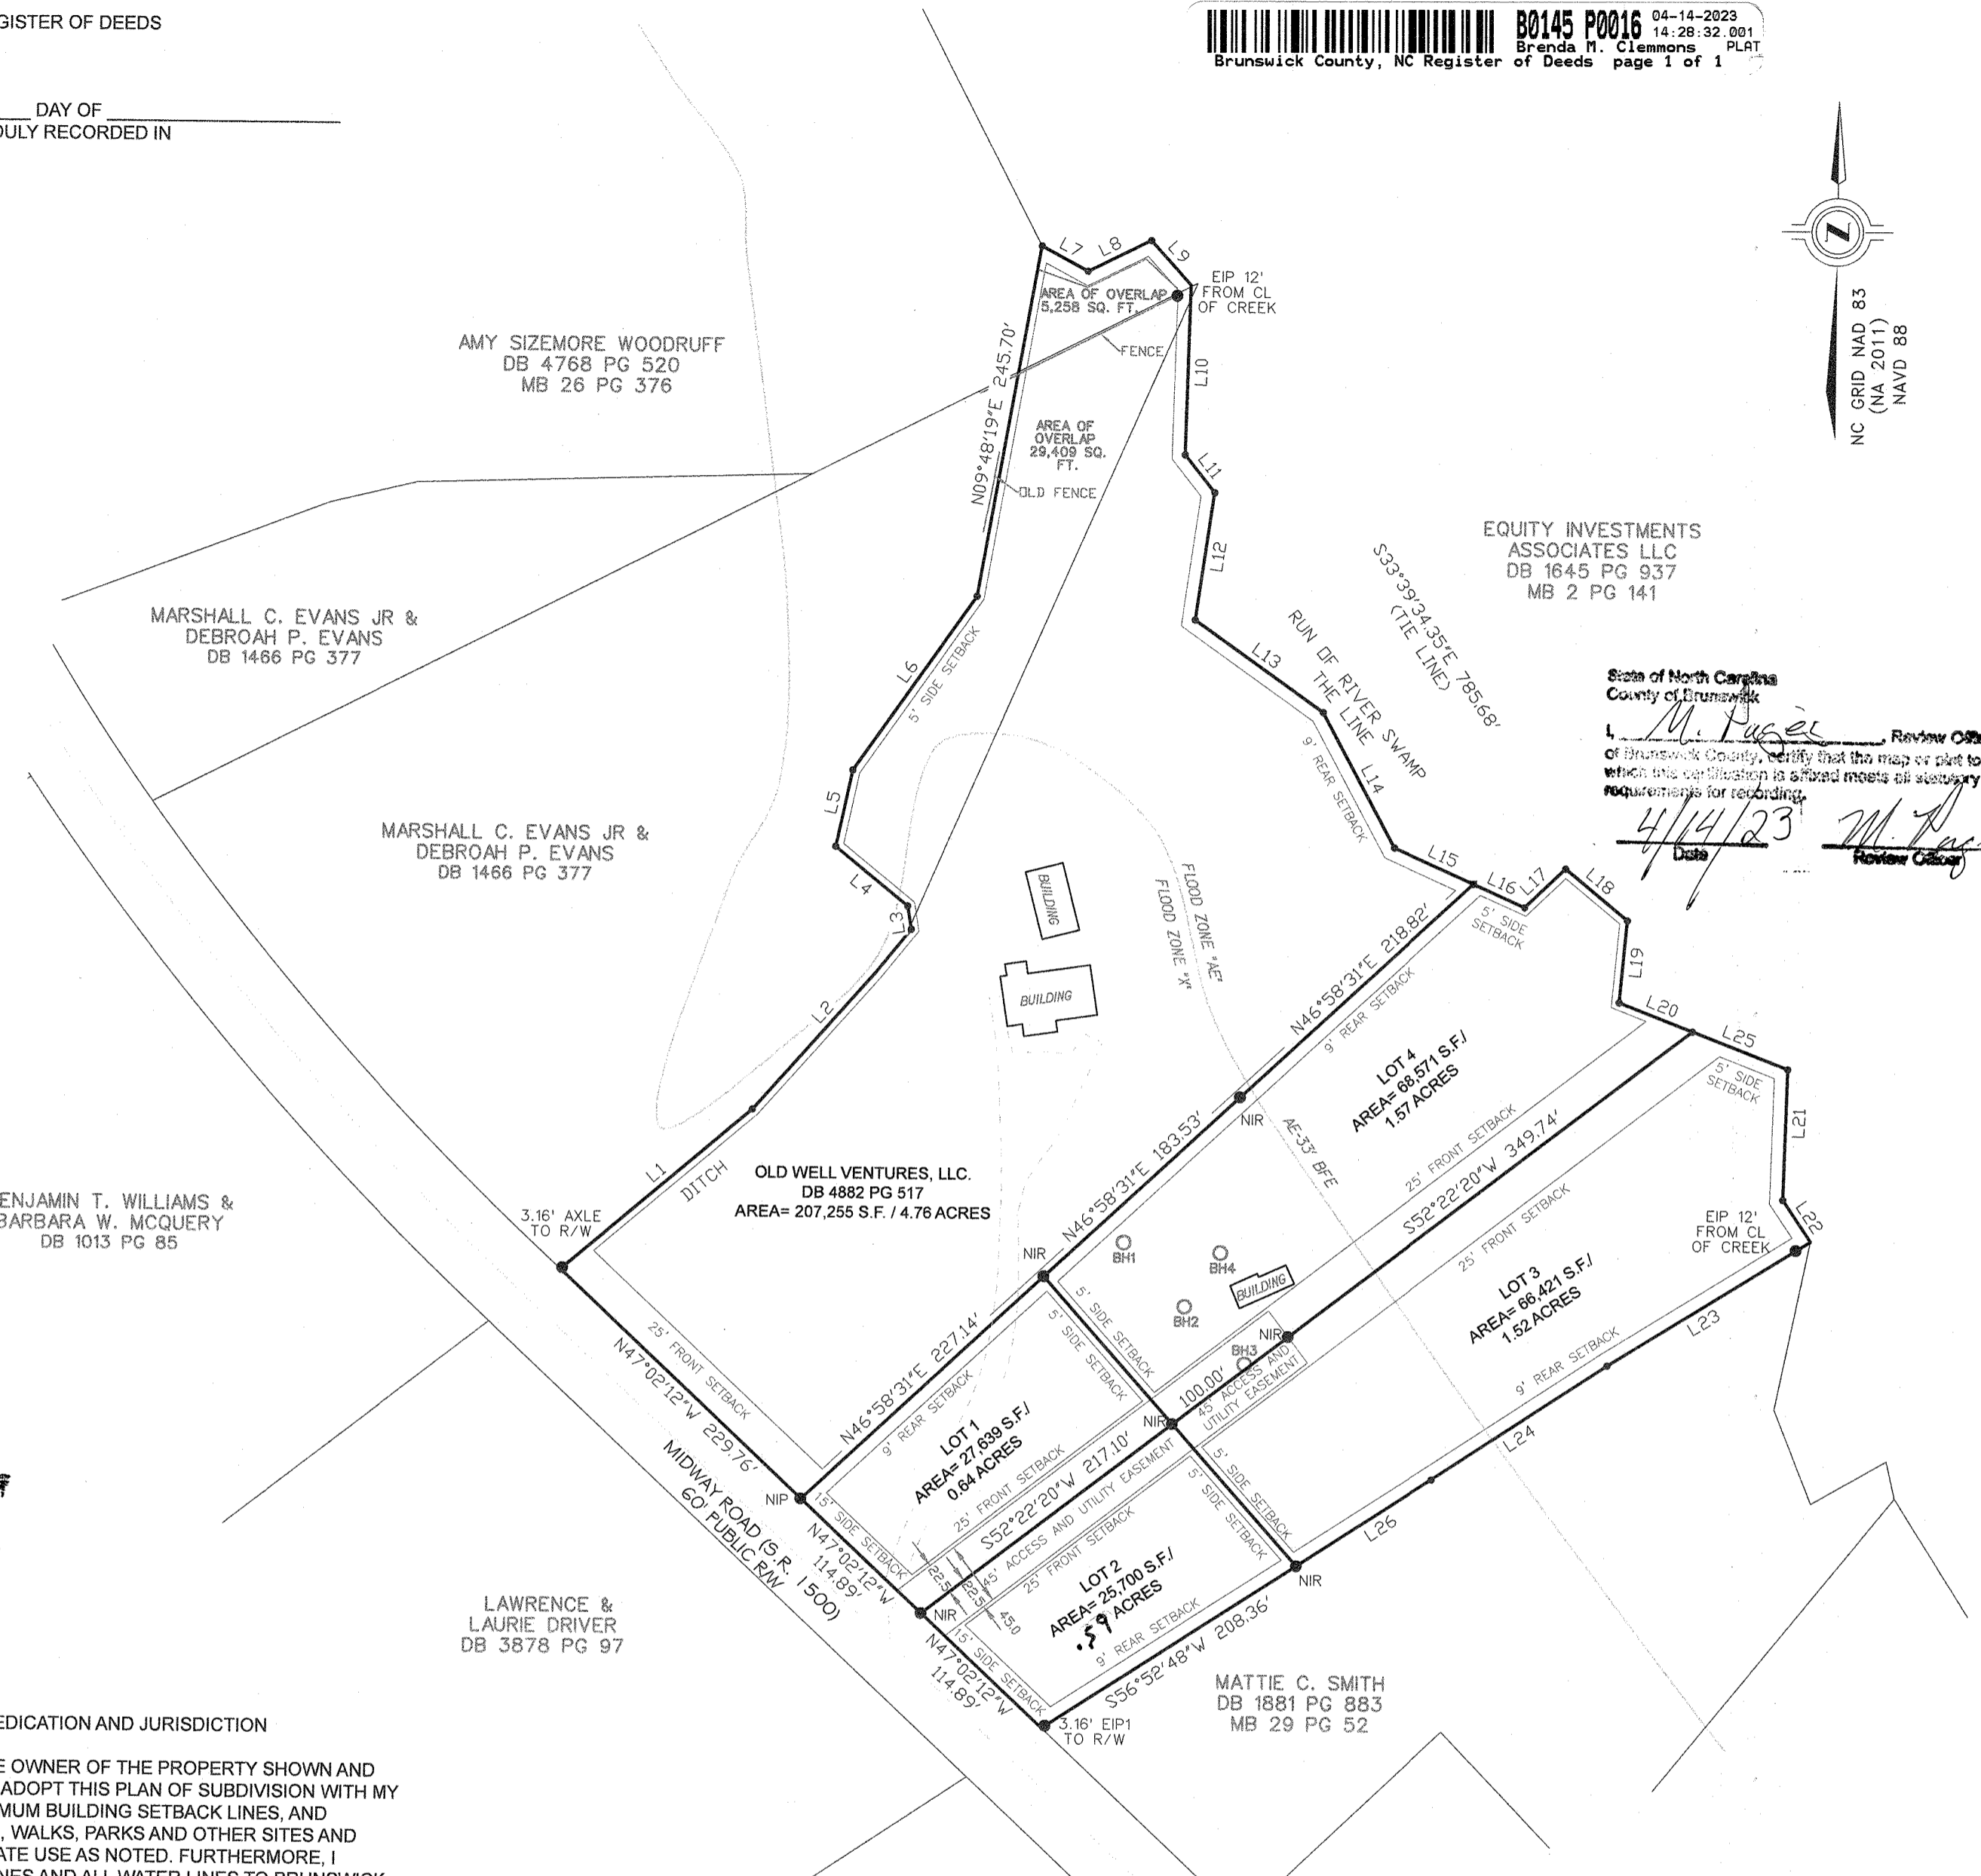 GISTER OF DEEDS
DAY OF
DULY RECORDED IN
B0145 P0016 04-14-2023
14:28:32.001
Brenda M. Clemmons PLAT
Brunswick County, NC Register of Deeds page 1 of 1
NC GRID NAD 83
(NA 2011)
NAVD 88
L7
L8
L9
EIP 12'
FROM CL
OF CREEK
AREA OF OVERLAP
5,258 SQ. FT.
FENCE
L10
N09°48'19"E 245.70'
AREA OF
OVERLAP
29,409 SQ.
FT.
OLD FENCE
L11
L12
AMY SIZEMORE WOODRUFF
DB 4768 PG 520
MB 26 PG 376
EQUITY INVESTMENTS
ASSOCIATES LLC
DB 1645 PG 937
MB 2 PG 141
S33°39'34.35"E 785.68'
(TIE LINE)
RUN OF RIVER SWAMP
THE LINE
L13
L14
9' REAR SETBACK
MARSHALL C. EVANS JR &
DEBROAH P. EVANS
DB 1466 PG 377
L6
5' SIDE SETBACK
State of North Carolina
County of Brunswick
I, M. , Review
of Brunswick County, certify that the map or plat to
which this certification is affixed meets all statutory
requirements for recording.
4/14/23 M.
Date Review Officer
MARSHALL C. EVANS JR &
DEBROAH P. EVANS
DB 1466 PG 377
L5
L4
L3
L2
L1
DITCH
BUILDING
BUILDING
FLOOD ZONE "AE"
FLOOD ZONE "X"
L15
L16
L17
L18
L19
L20
L25
L21
L22
5' SIDE
SETBACK
N46°58'31"E 218.82'
9' REAR SETBACK
NIR
LOT 4
AREA= 68,571 S.F./
1.57 ACRES
25' FRONT SETBACK
S52°22'20"W 349.74'
25' FRONT SETBACK
AE-33' BFE
5' SIDE
SETBACK
EIP 12'
FROM CL
OF CREEK
ENJAMIN T. WILLIAMS &
BARBARA W. MCQUERY
DB 1013 PG 85
3.16' AXLE
TO R/W
OLD WELL VENTURES, LLC.
DB 4882 PG 517
AREA= 207,255 S.F. / 4.76 ACRES
N46°58'31"E 183.53'
NIR
BH1
BH4
BH2
BUILDING
NIR
BH3
LOT 3
AREA= 66,421 S.F./
1.52 ACRES
L23
9' REAR SETBACK
L24
L26
25' FRONT SETBACK
N47°02'12"W 229.76'
N46°58'31"E 227.14'
9' REAR SETBACK
5' SIDE SETBACK
5' SIDE SETBACK
100.00'
45' ACCESS AND
UTILITY EASEMENT
NIR
LOT 1
AREA= 27,639 S.F./
0.64 ACRES
25' FRONT SETBACK
S52°22'20"W 217.10'
45' ACCESS AND UTILITY EASEMENT
25' FRONT SETBACK
5' SIDE SETBACK
5' SIDE SETBACK
NIP
15' SIDE SETBACK
N47°02'12"W
114.89'
MIDWAY ROAD (S.R. 1500)
60' PUBLIC R/W
22.5
22.5
45.0
NIR
LOT 2
AREA= 25,700 S.F./
.59 ACRES
9' REAR SETBACK
NIR
S56°52'48"W 208.36'
15' SIDE SETBACK
N47°02'12"W
114.89'
3.16' EIP1
TO R/W
LAWRENCE &
LAURIE DRIVER
DB 3878 PG 97
MATTIE C. SMITH
DB 1881 PG 883
MB 29 PG 52
EDICATION AND JURISDICTION
E OWNER OF THE PROPERTY SHOWN AND
ADOPT THIS PLAN OF SUBDIVISION WITH MY
MUM BUILDING SETBACK LINES, AND
, WALKS, PARKS AND OTHER SITES AND
ATE USE AS NOTED. FURTHERMORE, I
NES AND ALL WATER LINES TO BRUNSWICK